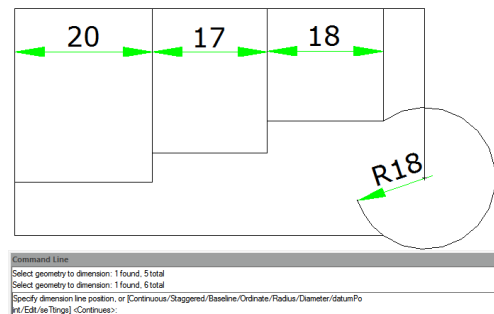 20 17 18
R18
Command Line
Select geometry to dimension: 1 found, 5 total
Select geometry to dimension: 1 found, 6 total
Specify dimension line position, or [Continuous/Staggered/Baseline/Ordinate/Radius/Diameter/datumPo
int/Edit/seTtings] <Continues>: